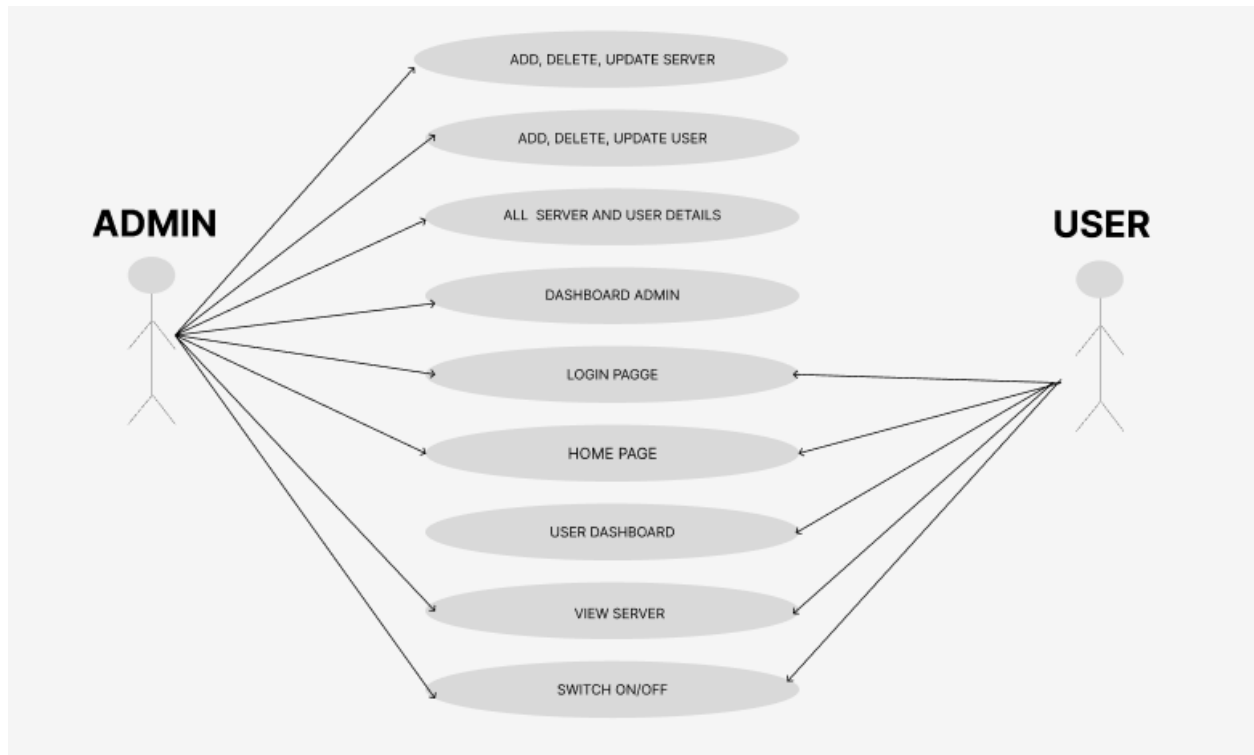 ADD, DELETE, UPDATE SERVER
ADD, DELETE, UPDATE USER
ALL SERVER AND USER DETAILS
ADMIN
USER
DASHBOARD ADMIN
LOGIN PAGGE
HOME PAGE
USER DASHBOARD
VIEW SERVER
SWITCH ON/OFF